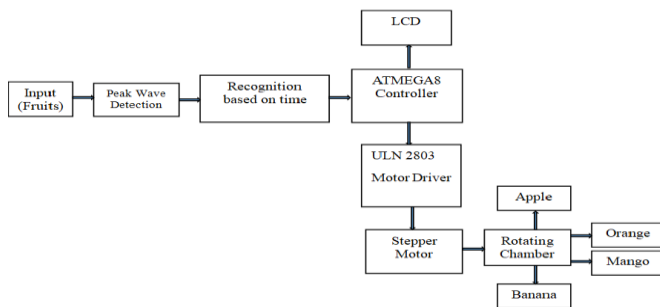 LCD
Input
(Fruits)
Peak Wave
Detection
Recognition
based on time
ATMEGA8
Controller
ULN 2803
Motor Driver
Apple
Stepper
Motor
Rotating
Chamber
Orange
Mango
Banana